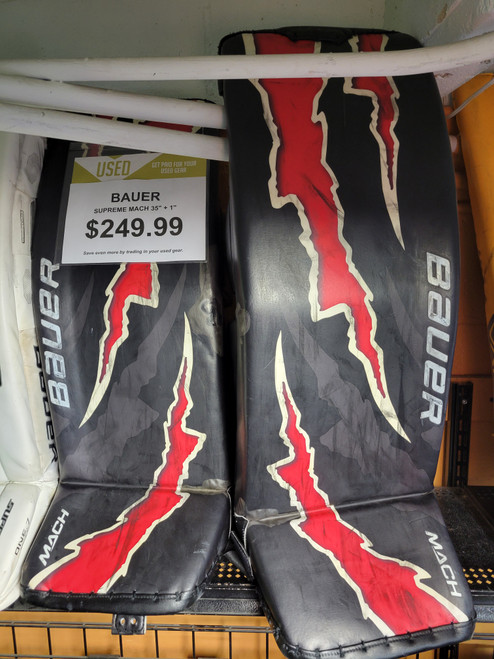 USED
GET PAID FOR YOUR
USED GEAR
BAUER
SUPREME MACH 35" + 1"
$249.99
Save even more by trading in your used gear.
BAUER
BAUER
MACH
MACH
BAUER
ONE